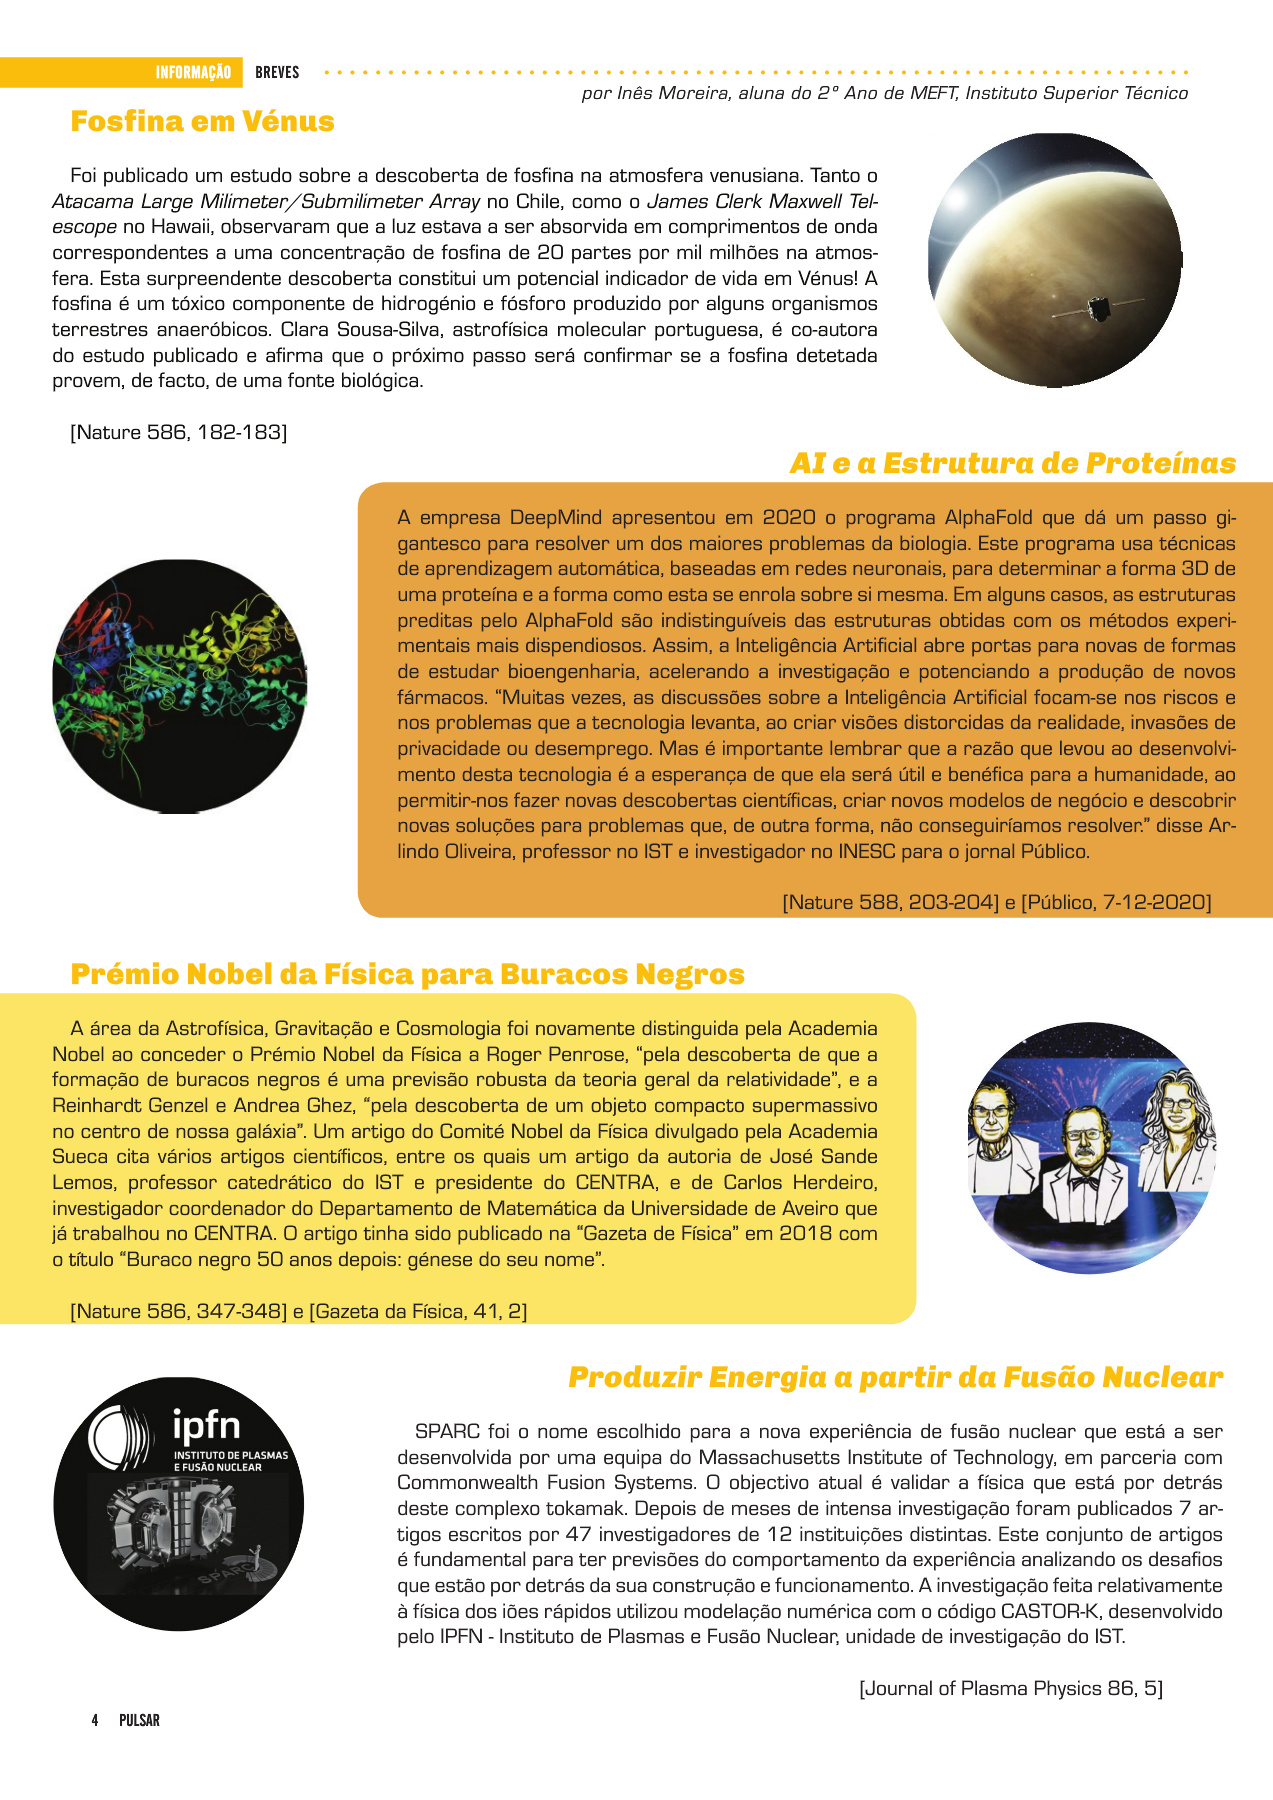 INFORMAÇÃO BREVES
por Inês Moreira, aluna do 2º Ano de MEFT, Instituto Superior Técnico
Fosfina em Vénus
Foi publicado um estudo sobre a descoberta de fosfina na atmosfera venusiana. Tanto o
Atacama Large Milimeter/Submilimeter Array no Chile, como o James Clerk Maxwell Tel-
escope no Hawaii, observaram que a luz estava a ser absorvida em comprimentos de onda
correspondentes a uma concentração de fosfina de 20 partes por mil milhões na atmos-
fera. Esta surpreendente descoberta constitui um potencial indicador de vida em Vénus! A
fosfina é um tóxico componente de hidrogénio e fósforo produzido por alguns organismos
terrestres anaeróbicos. Clara Sousa-Silva, astrofísica molecular portuguesa, é co-autora
do estudo publicado e afirma que o próximo passo será confirmar se a fosfina detetada
provem, de facto, de uma fonte biológica.
[Nature 586, 182-183]
AI e a Estrutura de Proteínas
A empresa DeepMind apresentou em 2020 o programa AlphaFold que dá um passo gi-
gantesco para resolver um dos maiores problemas da biologia. Este programa usa técnicas
de aprendizagem automática, baseadas em redes neuronais, para determinar a forma 3D de
uma proteína e a forma como esta se enrola sobre si mesma. Em alguns casos, as estruturas
preditas pelo AlphaFold são indistinguíveis das estruturas obtidas com os métodos experi-
mentais mais dispendiosos. Assim, a Inteligência Artificial abre portas para novas de formas
de estudar bioengenharia, acelerando a investigação e potenciando a produção de novos
fármacos. “Muitas vezes, as discussões sobre a Inteligência Artificial focam-se nos riscos e
nos problemas que a tecnologia levanta, ao criar visões distorcidas da realidade, invasões de
privacidade ou desemprego. Mas é importante lembrar que a razão que levou ao desenvolvi-
mento desta tecnologia é a esperança de que ela será útil e benéfica para a humanidade, ao
permitir-nos fazer novas descobertas científicas, criar novos modelos de negócio e descobrir
novas soluções para problemas que, de outra forma, não conseguiríamos resolver.” disse Ar-
lindo Oliveira, professor no IST e investigador no INESC para o jornal Público.
[Nature 588, 203-204] e [Público, 7-12-2020]
Prémio Nobel da Física para Buracos Negros
A área da Astrofísica, Gravitação e Cosmologia foi novamente distinguida pela Academia
Nobel ao conceder o Prémio Nobel da Física a Roger Penrose, “pela descoberta de que a
formação de buracos negros é uma previsão robusta da teoria geral da relatividade”, e a
Reinhardt Genzel e Andrea Ghez, “pela descoberta de um objeto compacto supermassivo
no centro de nossa galáxia”. Um artigo do Comité Nobel da Física divulgado pela Academia
Sueca cita vários artigos científicos, entre os quais um artigo da autoria de José Sande
Lemos, professor catedrático do IST e presidente do CENTRA, e de Carlos Herdeiro,
investigador coordenador do Departamento de Matemática da Universidade de Aveiro que
já trabalhou no CENTRA. O artigo tinha sido publicado na “Gazeta de Física” em 2018 com
o título “Buraco negro 50 anos depois: génese do seu nome”.
[Nature 586, 347-348] e [Gazeta da Física, 41, 2]
Produzir Energia a partir da Fusão Nuclear
ipfn
INSTITUTO DE PLASMAS
E FUSÃO NUCLEAR
SPARC
SPARC foi o nome escolhido para a nova experiência de fusão nuclear que está a ser
desenvolvida por uma equipa do Massachusetts Institute of Technology, em parceria com
Commonwealth Fusion Systems. O objectivo atual é validar a física que está por detrás
deste complexo tokamak. Depois de meses de intensa investigação foram publicados 7 ar-
tigos escritos por 47 investigadores de 12 instituições distintas. Este conjunto de artigos
é fundamental para ter previsões do comportamento da experiência analizando os desafios
que estão por detrás da sua construção e funcionamento. A investigação feita relativamente
à física dos iões rápidos utilizou modelação numérica com o código CASTOR-K, desenvolvido
pelo IPFN - Instituto de Plasmas e Fusão Nuclear, unidade de investigação do IST.
[Journal of Plasma Physics 86, 5]
4 PULSAR